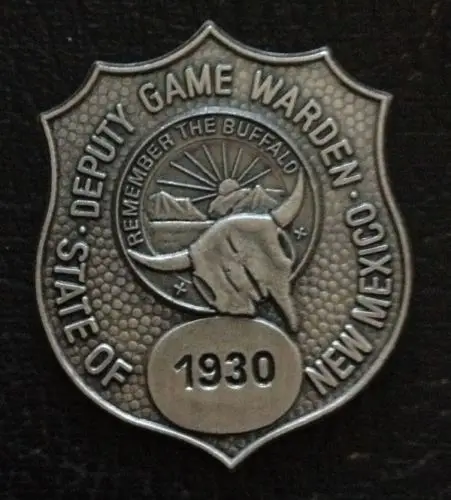 · DEPUTY GAME WARDEN ·
STATE OF
NEW MEXICO
REMEMBER THE BUFFALO
1930